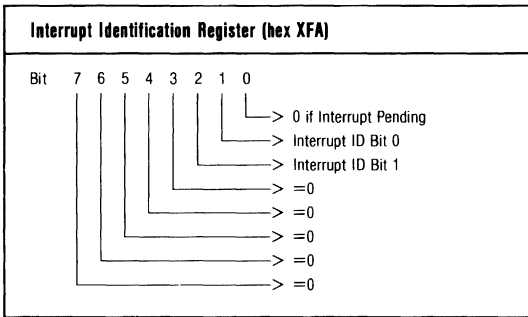 Interrupt Identification Register (hex XFA)
Bit 7 6 5 4 3 2 1 0
> 0 if Interrupt Pending
> Interrupt ID Bit 0
> Interrupt ID Bit 1
> =0
> =0
> =0
> =0
> =0